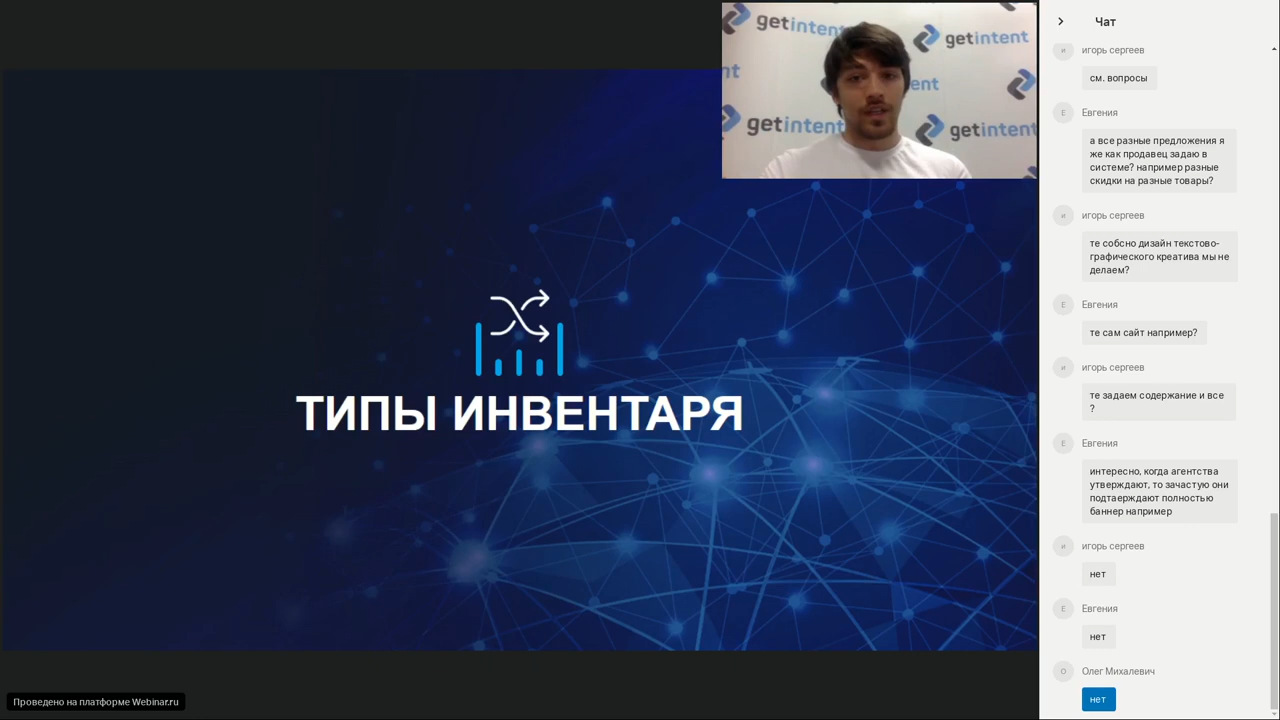 getintent
getintent
nt
ent
getintent
getintent
ТИПЫ ИНВЕНТАРЯ
Проведено на платформе Webinar.ru
Чат
и
игорь сергеев
см. вопросы
Е
Евгения
а все разные предложения я
же как продавец задаю в
системе? например разные
скидки на разные товары?
и
игорь сергеев
те собсно дизайн текстово-
графического креатива мы не
делаем?
Е
Евгения
те сам сайт например?
и
игорь сергеев
те задаем содержание и все
?
Е
Евгения
интересно, когда агентства
утверждают, то зачастую они
подтаерждают полностью
баннер например
и
игорь сергеев
нет
Е
Евгения
нет
О
Олег Михалевич
нет